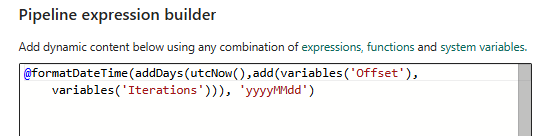 Pipeline expression builder
Add dynamic content below using any combination of expressions, functions and system variables.
@formatDateTime(addDays(utcNow(),add(variables('Offset'),
variables('Iterations'))), 'yyyyMMdd')